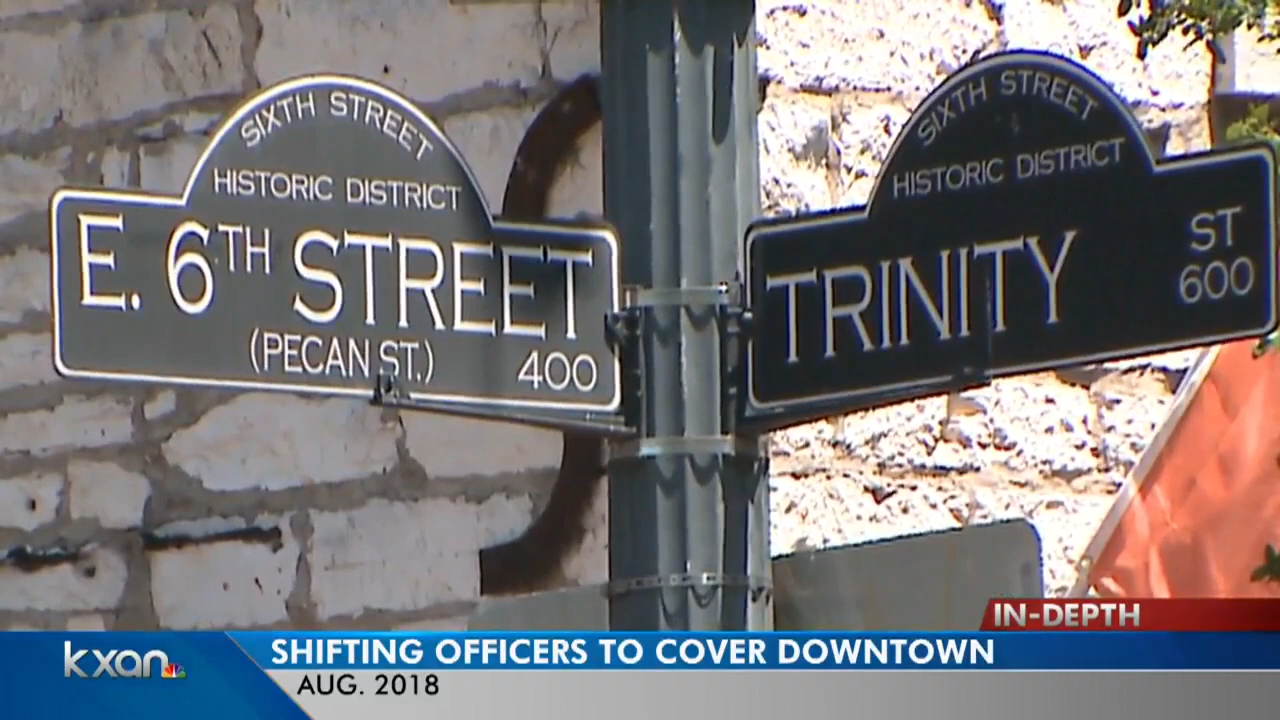 SIXTH STREET
HISTORIC DISTRICT
E. 6TH STREET
(PECAN ST.) 400
SIXTH STREET
HISTORIC DISTRICT
TRINITY ST
600
IN-DEPTH
kxan SHIFTING OFFICERS TO COVER DOWNTOWN
AUG. 2018